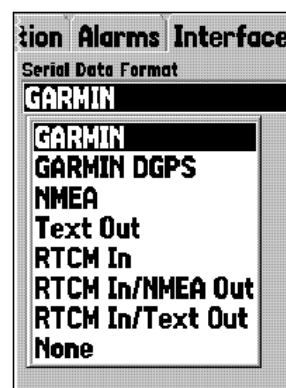 Alarms Interface
Serial Data Format
GARMIN
GARMIN
GARMIN DGPS
NMEA
Text Out
RTCM In
RTCM In/NMEA Out
RTCM In/Text Out
None